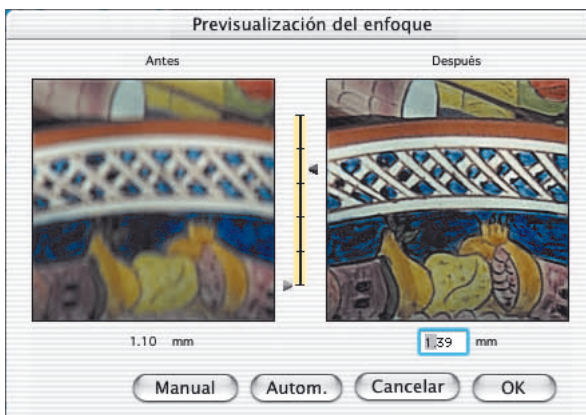 Previsualización del enfoque
Antes
Después
1.10 mm
1.39 mm
Manual
Autom.
Cancelar
OK